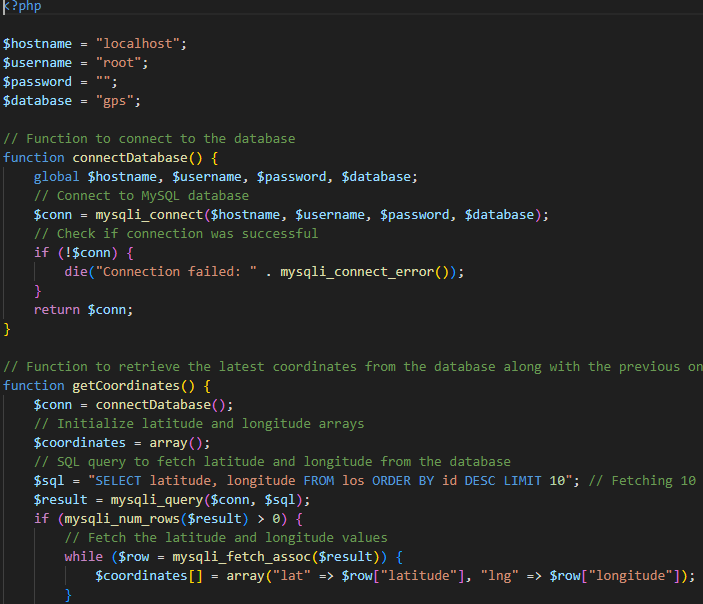 <?php
$hostname = "localhost";
$username = "root";
$password = "";
$database = "gps";
// Function to connect to the database
function connectDatabase() {
    global $hostname, $username, $password, $database;
    // Connect to MySQL database
    $conn = mysqli_connect($hostname, $username, $password, $database);
    // Check if connection was successful
    if (!$conn) {
        die("Connection failed: " . mysqli_connect_error());
    }
    return $conn;
}
// Function to retrieve the latest coordinates from the database along with the previous on
function getCoordinates() {
    $conn = connectDatabase();
    // Initialize latitude and longitude arrays
    $coordinates = array();
    // SQL query to fetch latitude and longitude from the database
    $sql = "SELECT latitude, longitude FROM los ORDER BY id DESC LIMIT 10"; // Fetching 10
    $result = mysqli_query($conn, $sql);
    if (mysqli_num_rows($result) > 0) {
        // Fetch the latitude and longitude values
        while ($row = mysqli_fetch_assoc($result)) {
            $coordinates[] = array("lat" => $row["latitude"], "lng" => $row["longitude"]);
        }